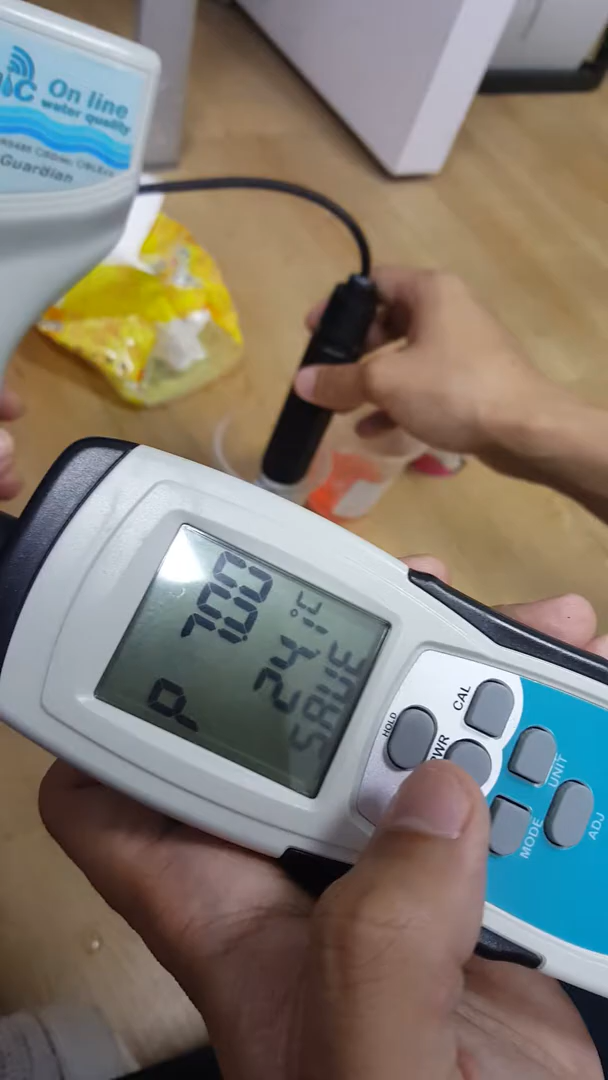 On line
water quality
Guardian
P
7.00
24.1°C
SAVE
HOLD
CAL
PWR
UNIT
MODE
ADJ